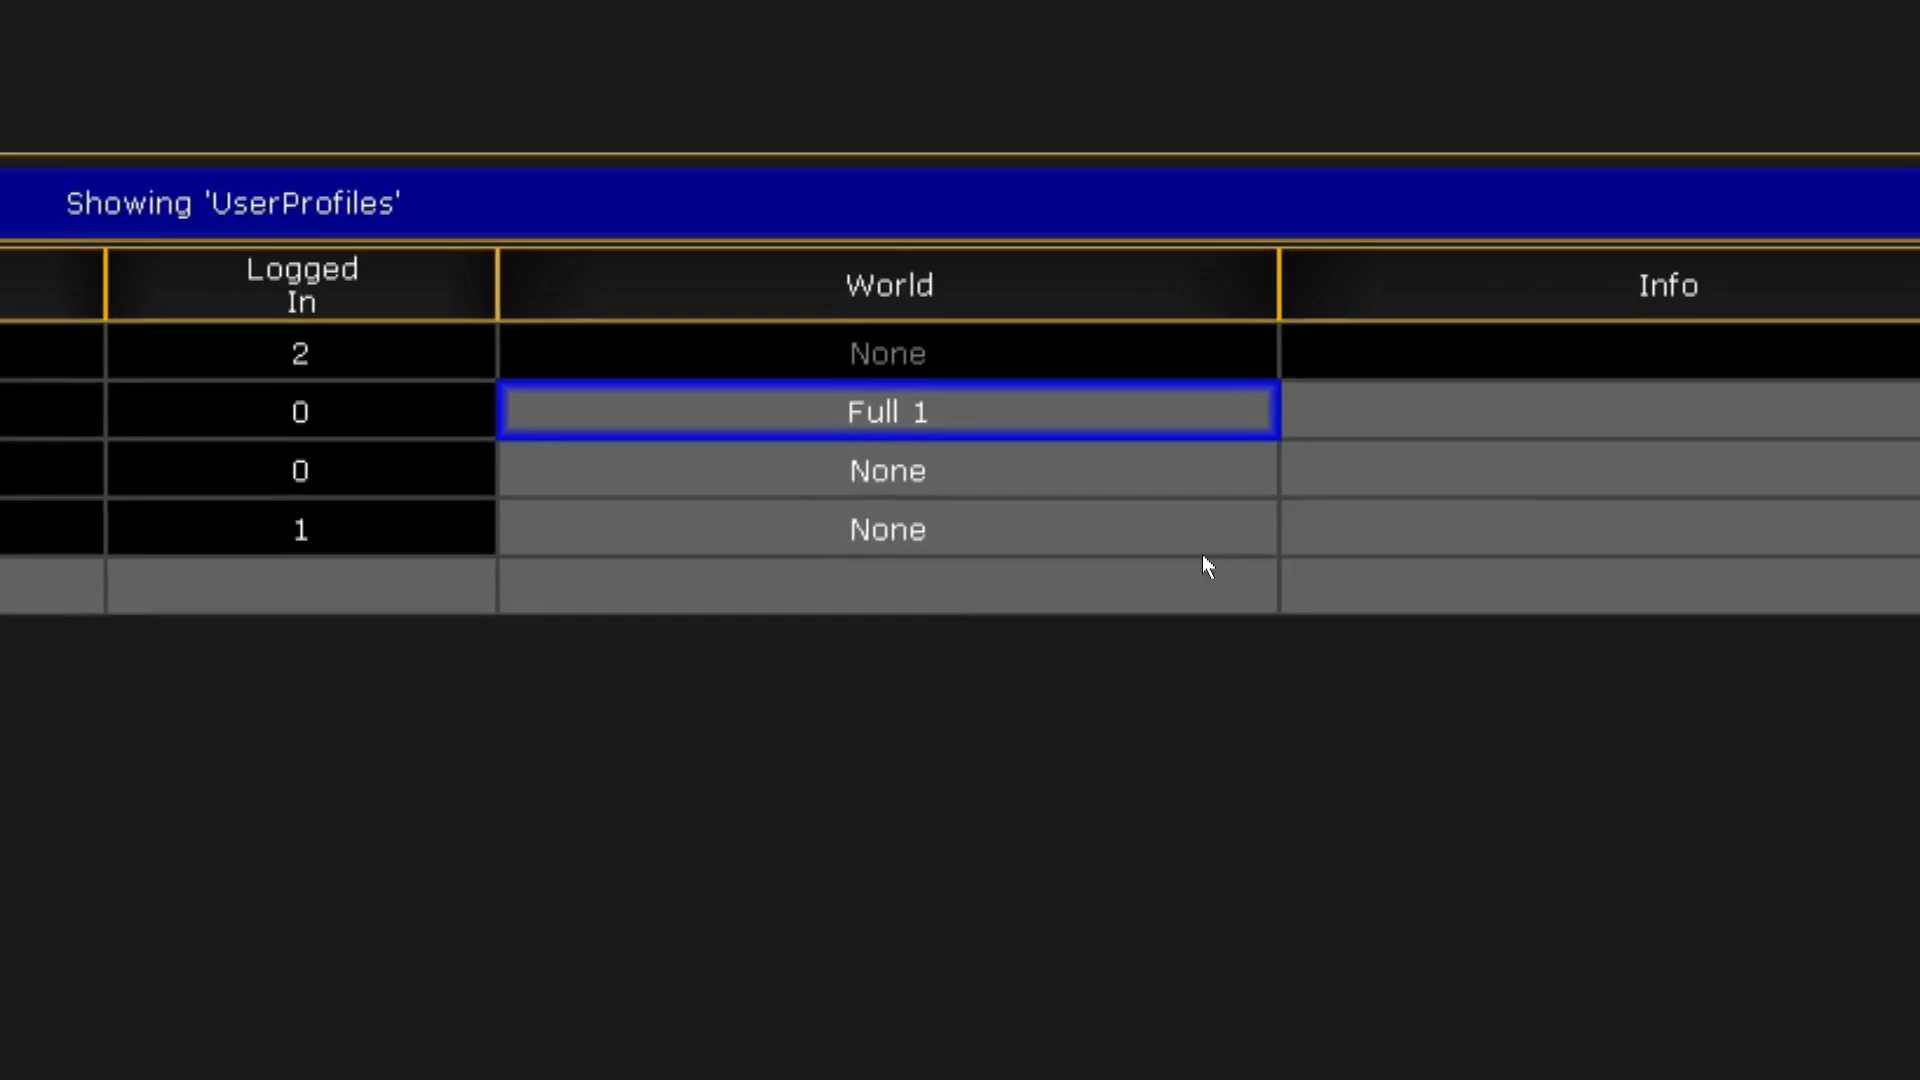 Showing 'UserProfiles'
Logged In World Info
2 None
0 Full 1
0 None
1 None